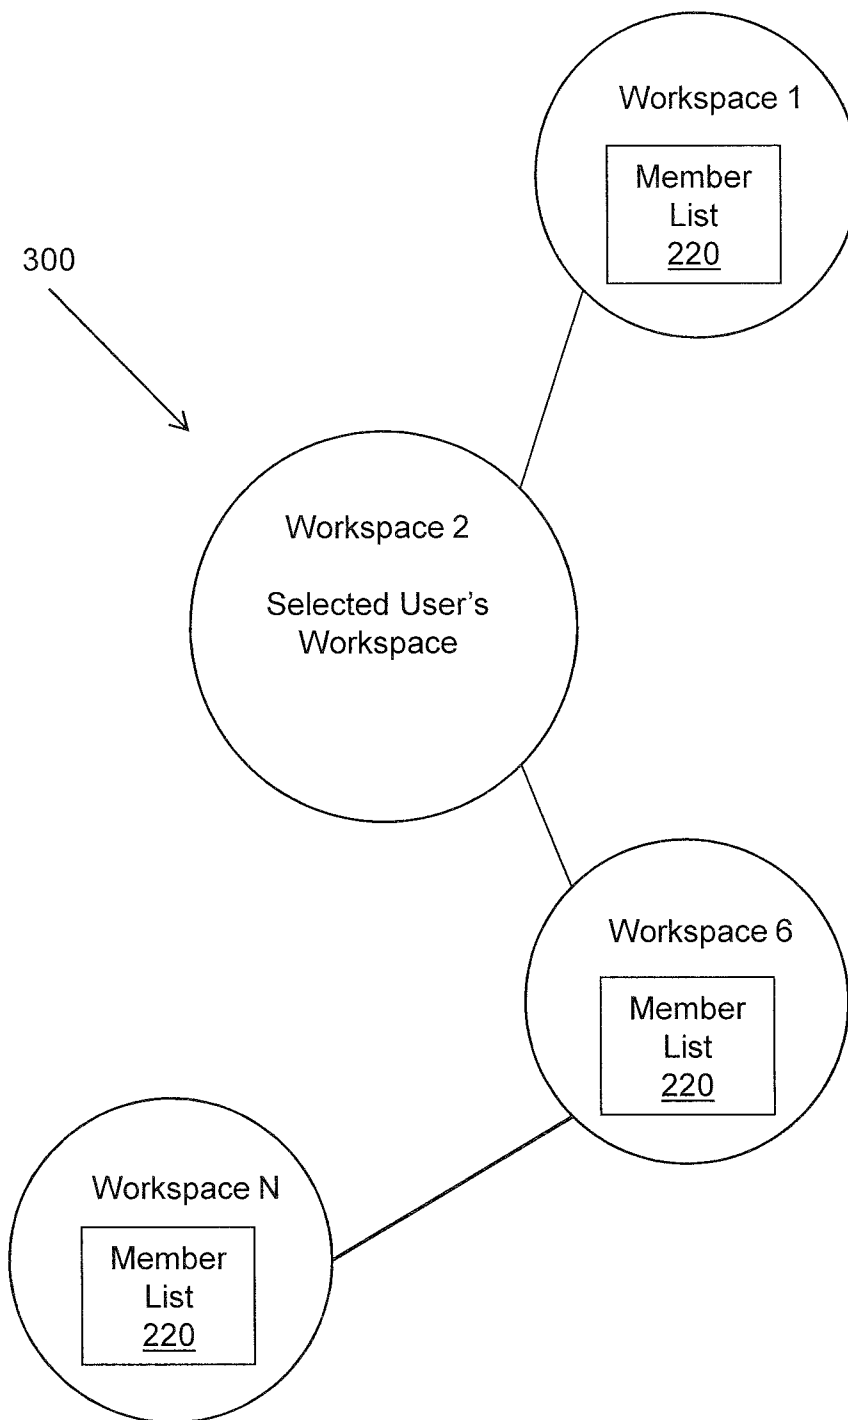 Workspace 1
Member
List
220
300
Workspace 2
Selected User's
Workspace
Workspace 6
Member
List
220
Workspace N
Member
List
220